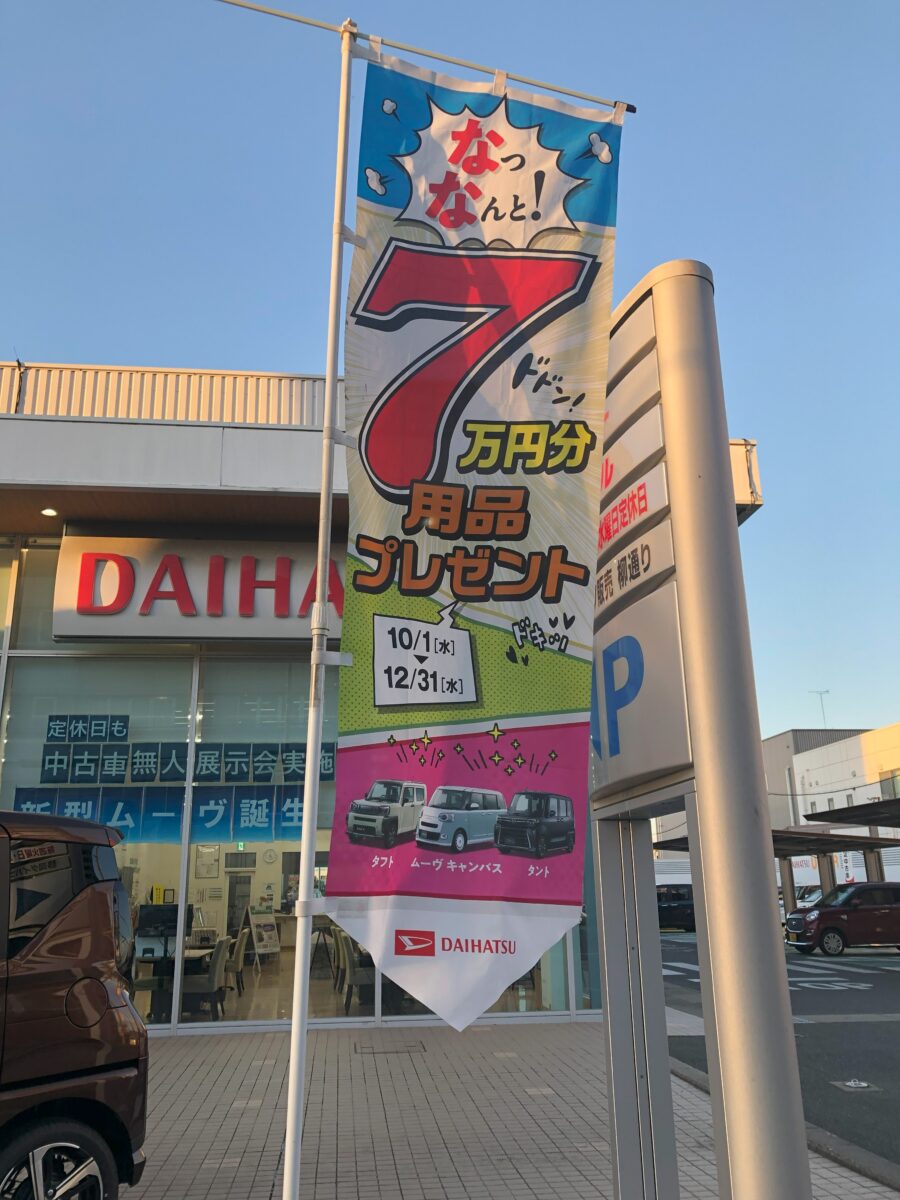 なっ
なんと!
7
ドドン!
万円分
用品
プレゼント
10/1[水]
12/31[水]
ドキッ
タフト ムーヴ キャンバス タント
DAIHATSU
DAIHA
定休日も
中古車無人展示会実施
新型ムーヴ誕生
ル
水曜日定休日
販売 柳通り
AP
DAIHATSU